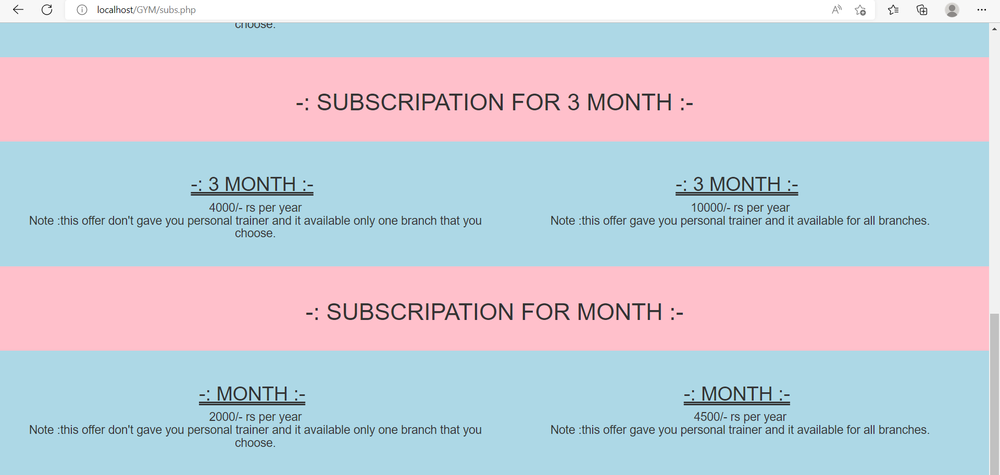 localhost/GYM/subs.php
choose.
-: SUBSCRIPATION FOR 3 MONTH :-
-: 3 MONTH :-
4000/- rs per year
Note :this offer don't gave you personal trainer and it available only one branch that you
choose.
-: 3 MONTH :-
10000/- rs per year
Note :this offer gave you personal trainer and it available for all branches.
-: SUBSCRIPATION FOR MONTH :-
-: MONTH :-
2000/- rs per year
Note :this offer don't gave you personal trainer and it available only one branch that you
choose.
-: MONTH :-
4500/- rs per year
Note :this offer gave you personal trainer and it available for all branches.